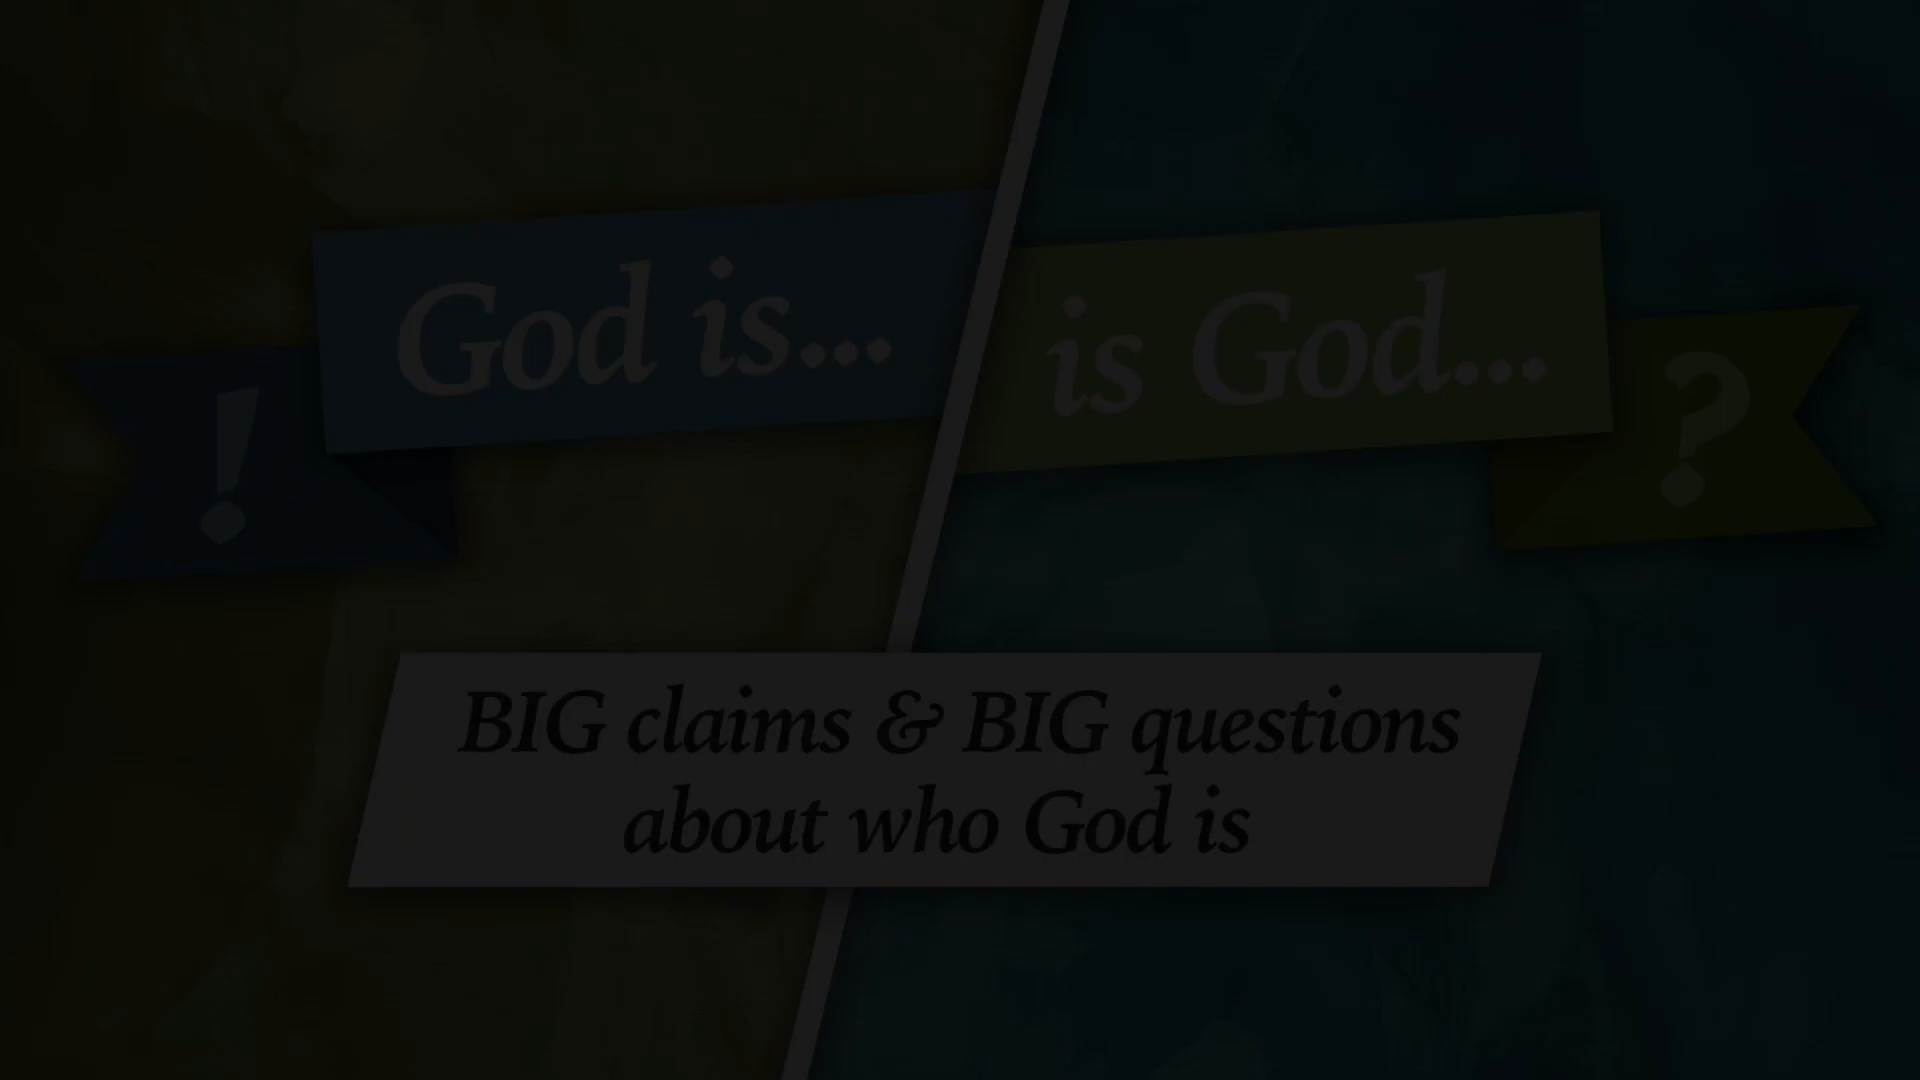 God is...
!
is God...
?
BIG claims & BIG questions
about who God is